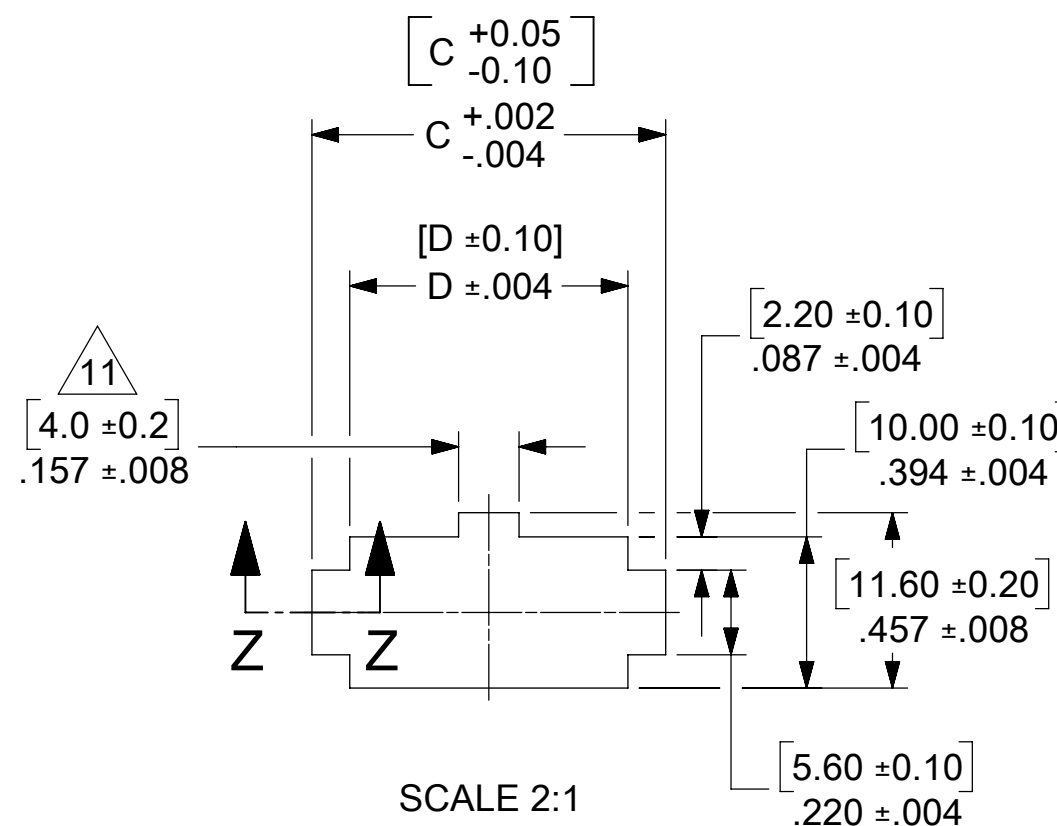 [C +0.05
-0.10]
C +.002
-.004
[D ±0.10]
D ±.004
[2.20 ±0.10]
.087 ±.004
11
[4.0 ±0.2]
.157 ±.008
[10.00 ±0.10
.394 ±.004
[11.60 ±0.20]
.457 ±.008
Z Z
[5.60 ±0.10]
.220 ±.004
SCALE 2:1